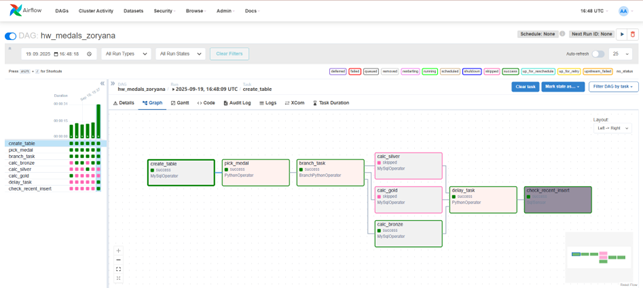 Airflow
DAGs
Cluster Activity
Datasets
Security
Browse
Admin
Docs
16:48 UTC
AA
DAG: hw_medals_zoryana
Schedule: None
Next Run ID: None
19.09.2025 16:48:18
All Run Types
All Run States
Clear Filters
Auto-refresh
25
Press shift + / for Shortcuts
deferred
failed
queued
removed
restarting
running
scheduled
shutdown
skipped
success
up_for_reschedule
up_for_retry
upstream_failed
no_status
Duration
create_table
pick_medal
branch_task
calc_bronze
calc_silver
calc_gold
delay_task
check_recent_insert
hw_medals_zoryana
2025-09-19, 16:48:09 UTC
create_table
Clear task
Mark state as...
Filter DAG by task
Details
Graph
Gantt
Code
Audit Log
Logs
XCom
Task Duration
Layout:
Left -> Right
create_table
success
MySqlOperator
pick_medal
success
PythonOperator
branch_task
success
BranchPythonOperator
calc_silver
skipped
MySqlOperator
calc_gold
skipped
MySqlOperator
calc_bronze
success
MySqlOperator
delay_task
success
PythonOperator
check_recent_insert